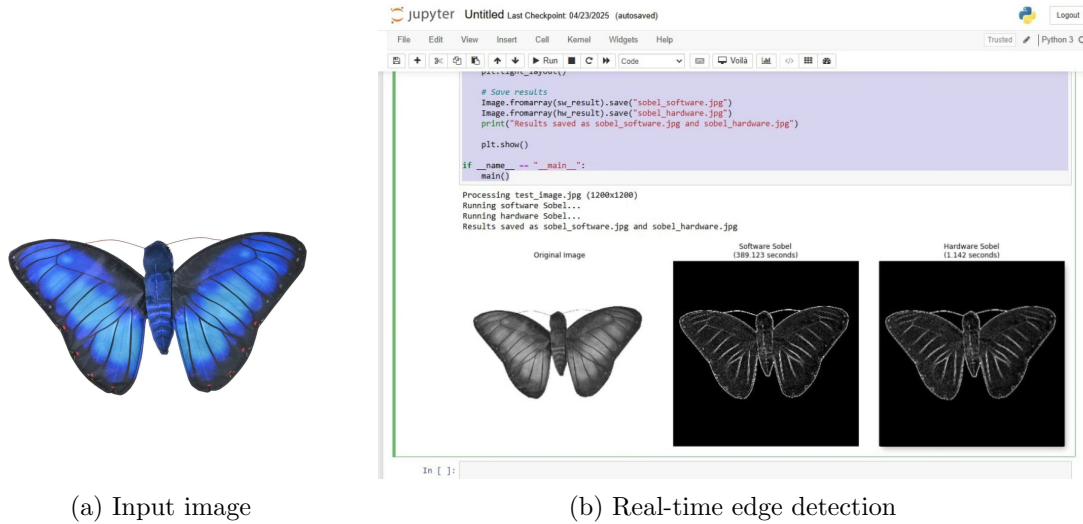 jupyter Untitled Last Checkpoint: 04/23/2025 (autosaved)
Logout
File Edit View Insert Cell Kernel Widgets Help
Trusted Python 3
Run Code Voilà
plt.tight_layout()
# Save results
Image.fromarray(sw_result).save("sobel_software.jpg")
Image.fromarray(hw_result).save("sobel_hardware.jpg")
print("Results saved as sobel_software.jpg and sobel_hardware.jpg")
plt.show()
if __name__ == "__main__":
main()
Processing test_image.jpg (1200x1200)
Running software Sobel...
Running hardware Sobel...
Results saved as sobel_software.jpg and sobel_hardware.jpg
Original Image
Software Sobel
(389.123 seconds)
Hardware Sobel
(1.142 seconds)
In [ ]:
(a) Input image
(b) Real-time edge detection